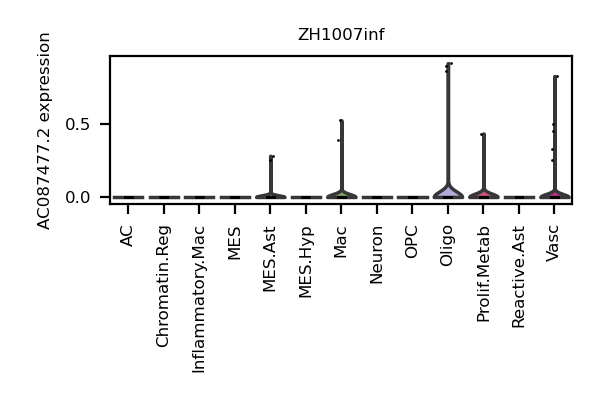 ZH1007inf
AC087477.2 expression
0.5
0.0
AC
Chromatin.Reg
Inflammatory.Mac
MES
MES.Ast
MES.Hyp
Mac
Neuron
OPC
Oligo
Prolif.Metab
Reactive.Ast
Vasc